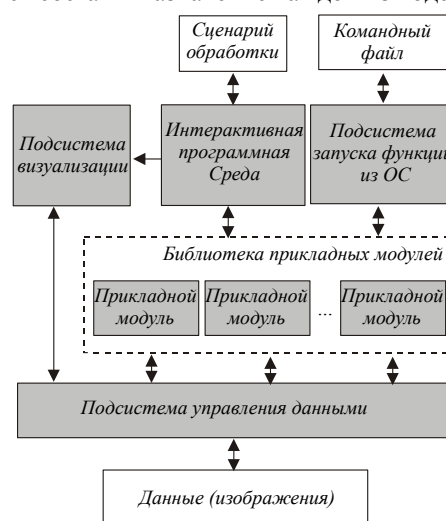 Сценарий
обработки
Командный
файл
Подсистема
визуализации
Интерактивная
программная
Среда
Подсистема
запуска функци
из ОС
Библиотека прикладных модулей
Прикладной
модуль
Прикладной
модуль
...
Прикладной
модуль
Подсистема управления данными
Данные (изображения)